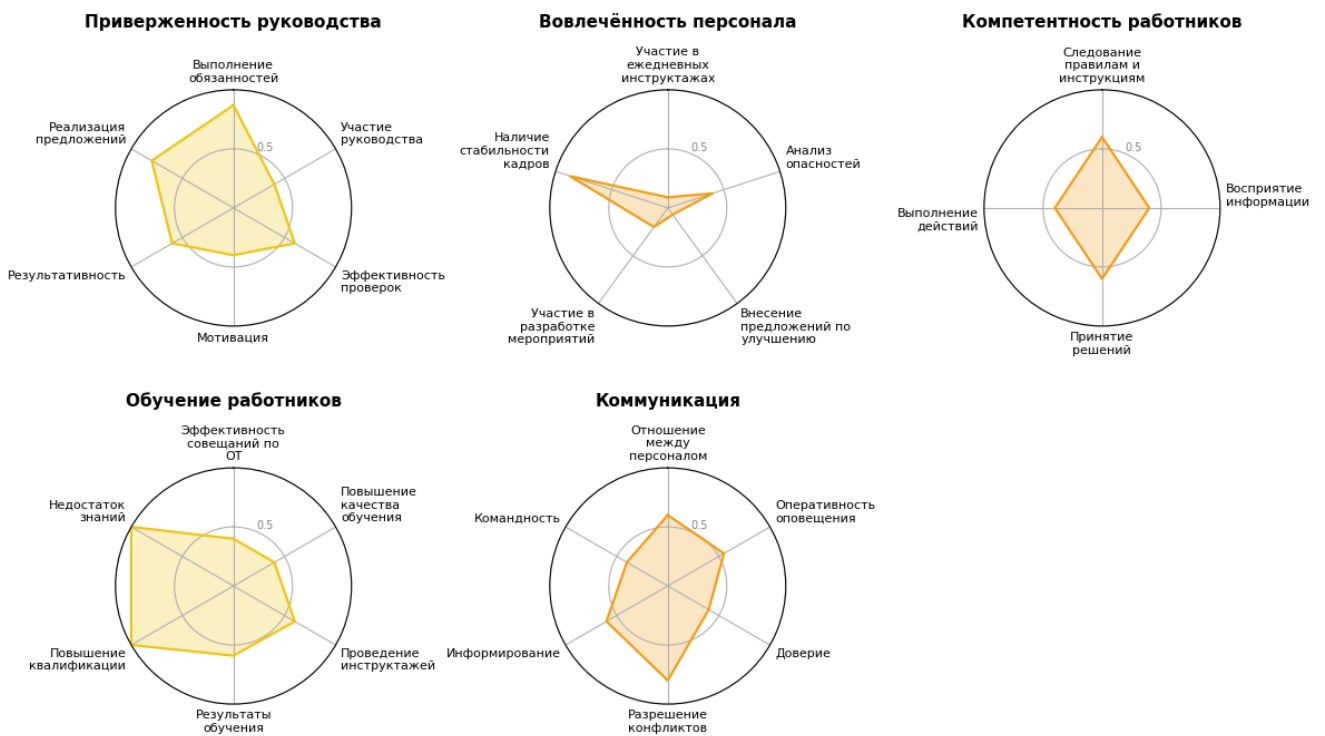 Приверженность руководства
Выполнение
обязанностей
Участие
руководства
Реализация
предложений
0.5
Результативность
Эффективность
проверок
Мотивация
Вовлечённость персонала
Участие в
ежедневных
инструктажах
Наличие
стабильности
кадров
0.5
Анализ
опасностей
Участие в
разработке
мероприятий
Внесение
предложений по
улучшению
Компетентность работников
Следование
правилам и
инструкциям
0.5
Восприятие
информации
Выполнение
действий
Принятие
решений
Обучение работников
Эффективность
совещаний по
ОТ
Недостаток
знаний
0.5
Повышение
качества
обучения
Повышение
квалификации
Проведение
инструктажей
Результаты
обучения
Коммуникация
Отношение
между
персоналом
Командность
0.5
Оперативность
оповещения
Информирование
Доверие
Разрешение
конфликтов